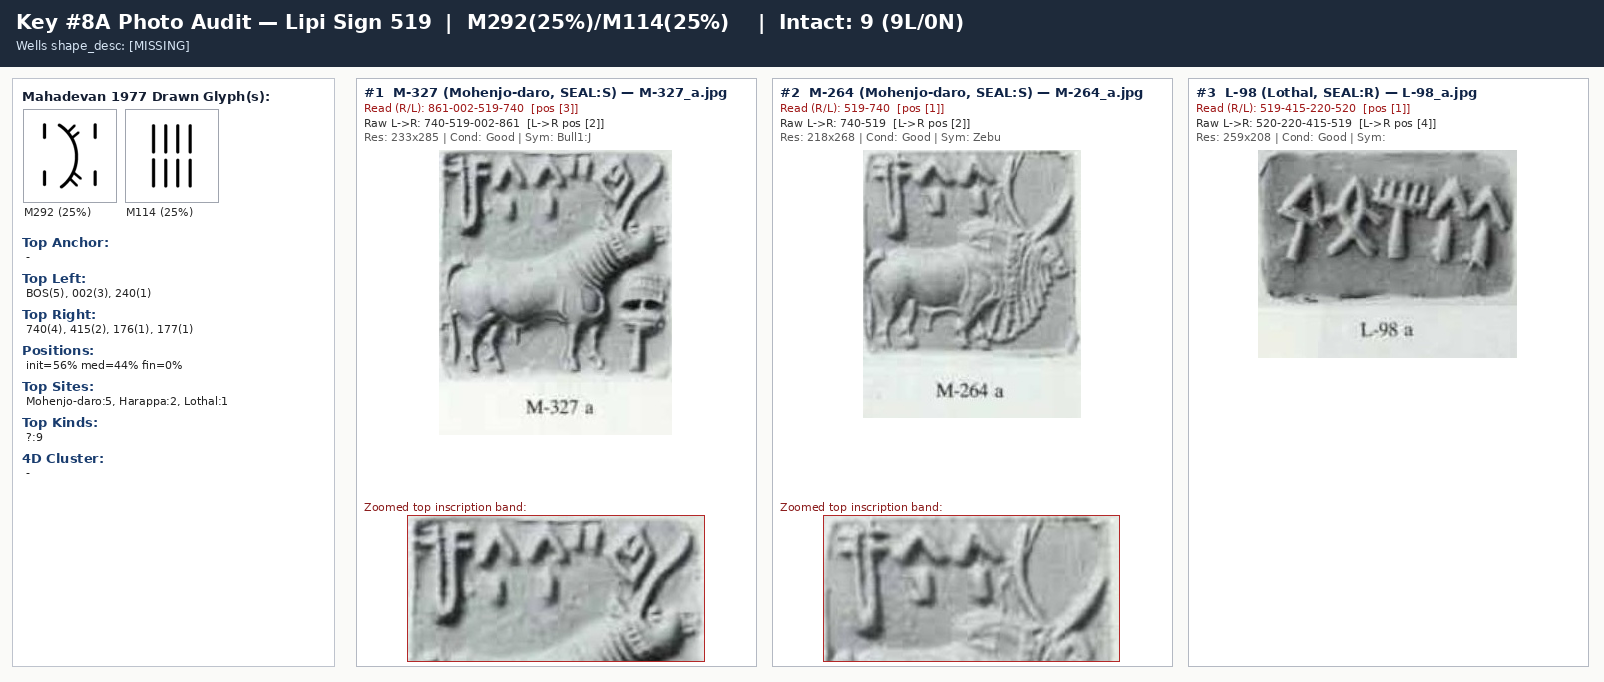 Key #8A Photo Audit — Lipi Sign 519 | M292(25%)/M114(25%) | Intact: 9 (9L/0N)
Wells shape_desc: [MISSING]
Mahadevan 1977 Drawn Glyph(s):
M292 (25%) M114 (25%)
Top Anchor:
-
Top Left:
BOS(5), 002(3), 240(1)
Top Right:
740(4), 415(2), 176(1), 177(1)
Positions:
init=56% med=44% fin=0%
Top Sites:
Mohenjo-daro:5, Harappa:2, Lothal:1
Top Kinds:
?:9
4D Cluster:
-
#1 M-327 (Mohenjo-daro, SEAL:S) — M-327_a.jpg
Read (R/L): 861-002-519-740 [pos [3]]
Raw L->R: 740-519-002-861 [L->R pos [2]]
Res: 233x285 | Cond: Good | Sym: Bull1:J
M-327 a
Zoomed top inscription band:
#2 M-264 (Mohenjo-daro, SEAL:S) — M-264_a.jpg
Read (R/L): 519-740 [pos [1]]
Raw L->R: 740-519 [L->R pos [2]]
Res: 218x268 | Cond: Good | Sym: Zebu
M-264 a
Zoomed top inscription band:
#3 L-98 (Lothal, SEAL:R) — L-98_a.jpg
Read (R/L): 519-415-220-520 [pos [1]]
Raw L->R: 520-220-415-519 [L->R pos [4]]
Res: 259x208 | Cond: Good | Sym:
L-98 a